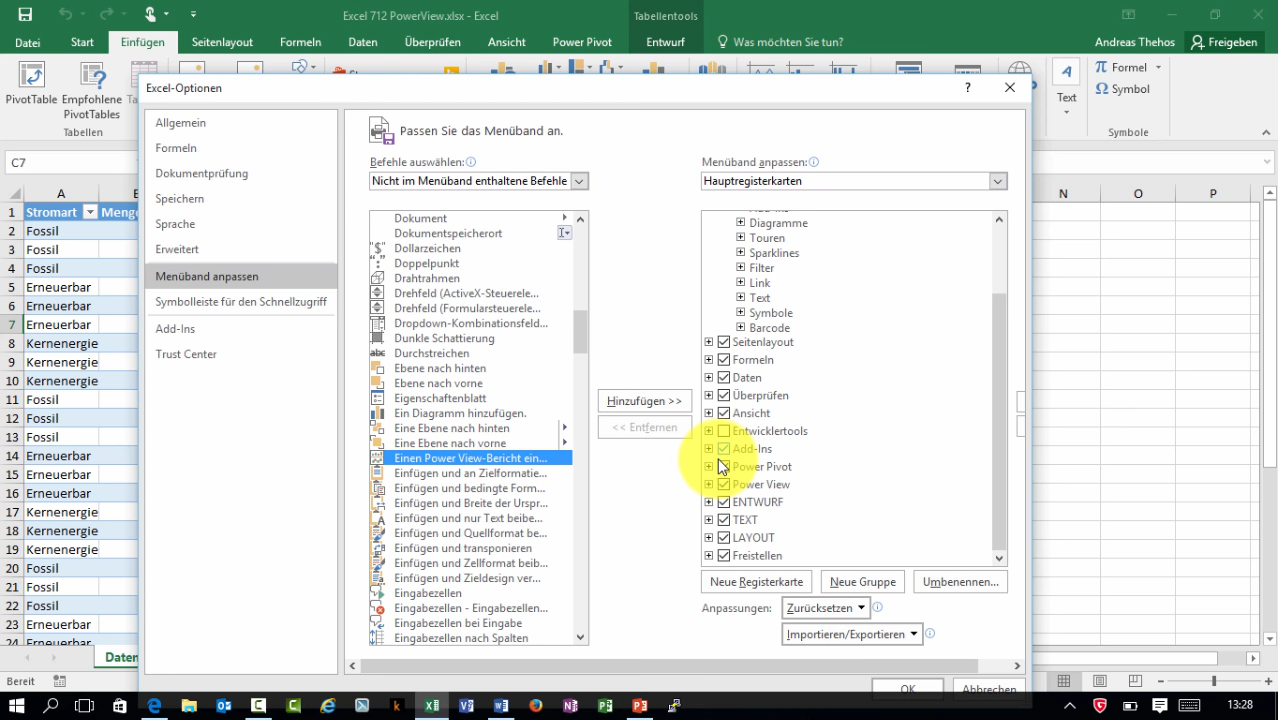 Excel 712 PowerView.xlsx - Excel
Tabellentools
Datei Start Einfügen Seitenlayout Formeln Daten Überprüfen Ansicht Power Pivot Entwurf Was möchten Sie tun? Andreas Thehos Freigeben
PivotTable Empfohlene PivotTables
Tabellen
Text
Formel
Symbol
Symbole
C7
A
N O P
1 Stromart
2 Fossil
3 Fossil
4 Fossil
5 Erneuerbar
6 Erneuerbar
7 Erneuerbar
8 Kernenergie
9 Kernenergie
10 Kernenergie
11 Fossil
12 Fossil
13 Fossil
14 Erneuerbar
15 Erneuerbar
16 Erneuerbar
17 Kernenergie
18 Kernenergie
19 Kernenergie
20 Fossil
21 Fossil
22 Fossil
23 Erneuerbar
24 Erneuerbar
Bereit
Excel-Optionen
?
Allgemein
Formeln
Dokumentprüfung
Speichern
Sprache
Erweitert
Menüband anpassen
Symbolleiste für den Schnellzugriff
Add-Ins
Trust Center
Passen Sie das Menüband an.
Befehle auswählen:
Nicht im Menüband enthaltene Befehle
Dokument
Dokumentspeicherort
Dollarzeichen
Doppelpunkt
Drahtrahmen
Drehfeld (ActiveX-Steuerele...
Drehfeld (Formularsteuerele...
Dropdown-Kombinationsfeld...
Dunkle Schattierung
Durchstreichen
Ebene nach hinten
Ebene nach vorne
Eigenschaftenblatt
Ein Diagramm hinzufügen.
Eine Ebene nach hinten
Eine Ebene nach vorne
Einen Power View-Bericht ein...
Einfügen und an Zielformatie...
Einfügen und bedingte Form...
Einfügen und Breite der Urspr...
Einfügen und nur Text beibe...
Einfügen und Quellformat be...
Einfügen und transponieren
Einfügen und Zellformat beib...
Einfügen und Zieldesign ver...
Eingabezellen
Eingabezellen - Eingabezellen...
Eingabezellen bei Eingabe
Eingabezellen nach Spalten
Hinzufügen >>
<< Entfernen
Menüband anpassen:
Hauptregisterkarten
Diagramme
Touren
Sparklines
Filter
Link
Text
Symbole
Barcode
Seitenlayout
Formeln
Daten
Überprüfen
Ansicht
Entwicklertools
Add-Ins
Power Pivot
Power View
ENTWURF
TEXT
LAYOUT
Freistellen
Neue Registerkarte Neue Gruppe Umbenennen...
Anpassungen: Zurücksetzen
Importieren/Exportieren
OK Abbrechen
13:28